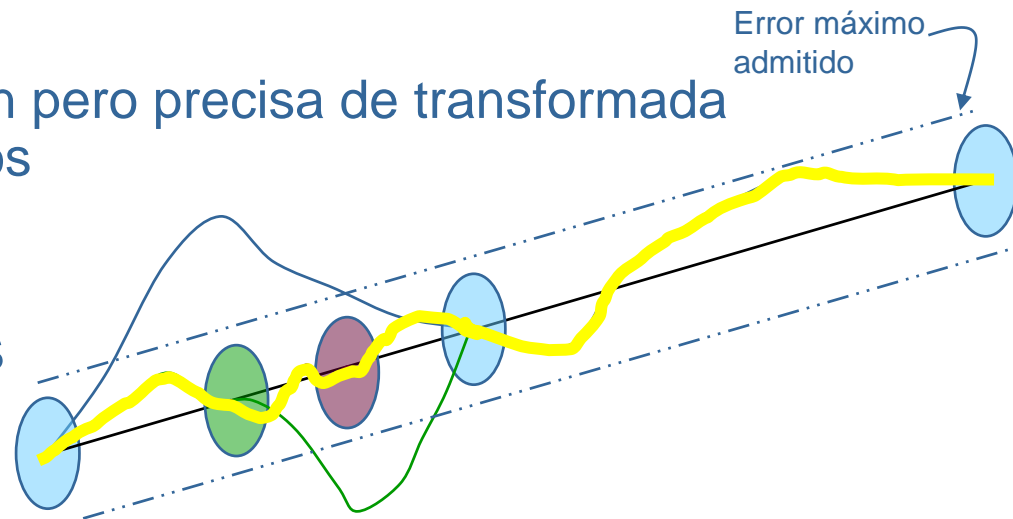 Error máximo
admitido
n pero precisa de transformada
os
s